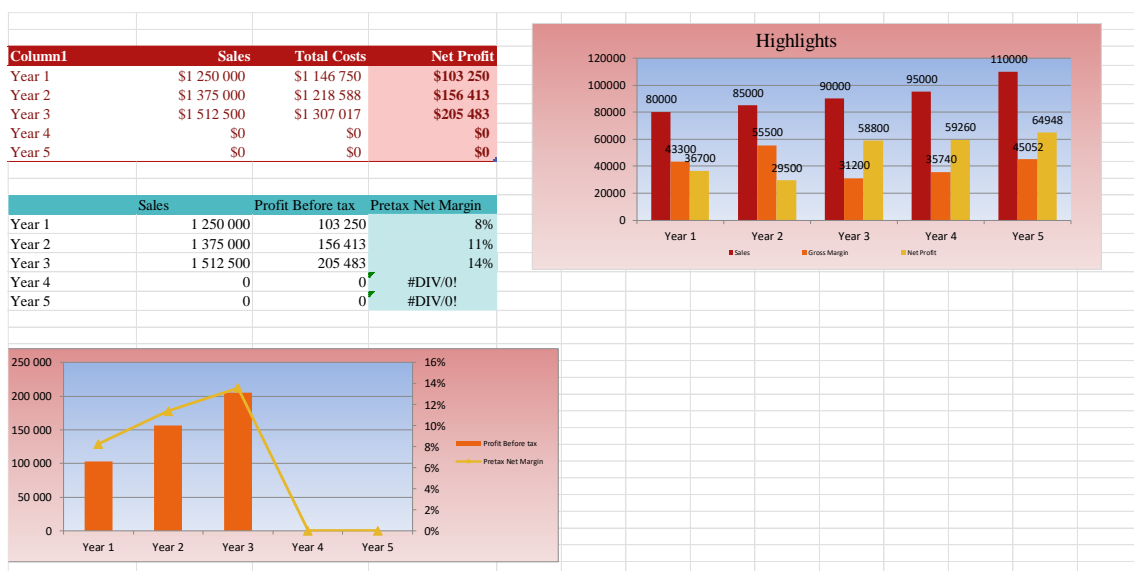 Column1 Sales Total Costs Net Profit
Year 1 $1 250 000 $1 146 750 $103 250
Year 2 $1 375 000 $1 218 588 $156 413
Year 3 $1 512 500 $1 307 017 $205 483
Year 4 $0 $0 $0
Year 5 $0 $0 $0
Sales Profit Before tax Pretax Net Margin
Year 1 1 250 000 103 250 8%
Year 2 1 375 000 156 413 11%
Year 3 1 512 500 205 483 14%
Year 4 0 0 #DIV/0!
Year 5 0 0 #DIV/0!
Highlights
120000
100000
80000
60000
40000
20000
0
80000 85000 90000 95000 110000
43300 55500 31200 35740 45052
36700 29500 58800 59260 64948
Year 1 Year 2 Year 3 Year 4 Year 5
Sales Gross Margin Net Profit
250 000
200 000
150 000
100 000
50 000
0
16%
14%
12%
10%
8%
6%
4%
2%
0%
Year 1 Year 2 Year 3 Year 4 Year 5
Profit Before tax
Pretax Net Margin